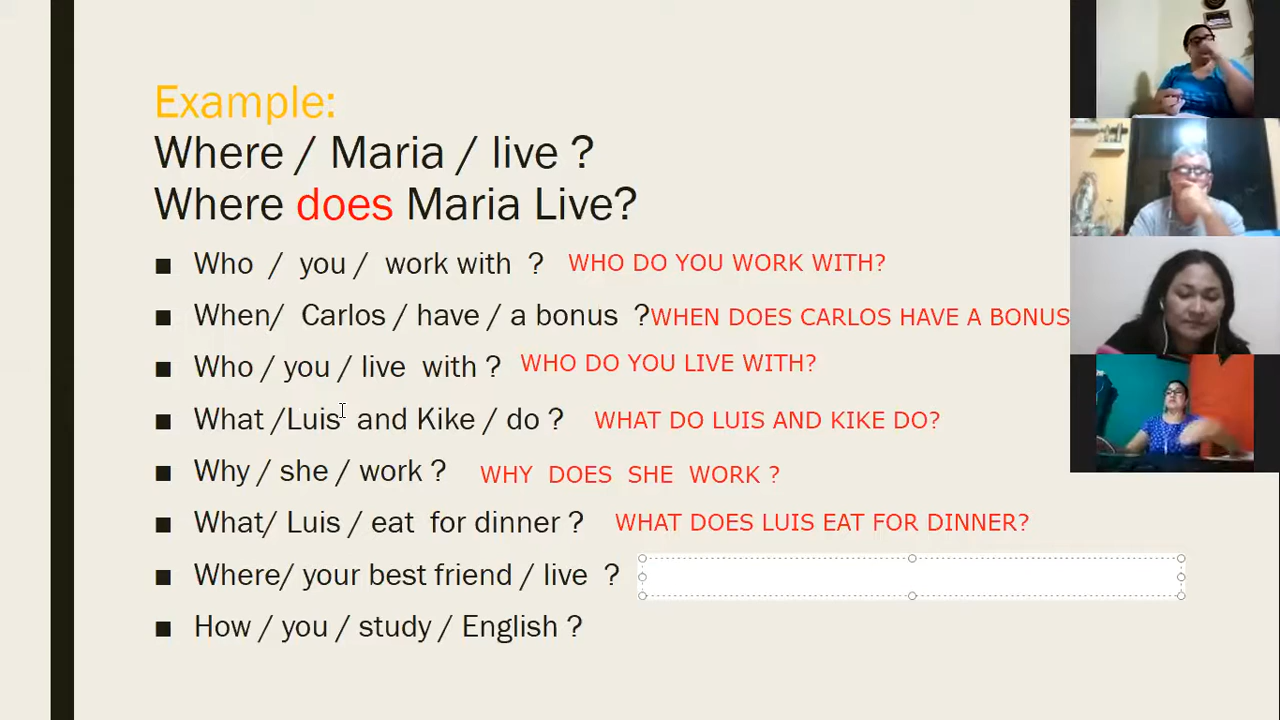 Example:
Where / Maria / live ?
Where does Maria Live?
■ Who / you / work with ? WHO DO YOU WORK WITH?
■ When/ Carlos / have / a bonus ? WHEN DOES CARLOS HAVE A BONUS
■ Who / you / live with ? WHO DO YOU LIVE WITH?
■ What /Luis and Kike / do ? WHAT DO LUIS AND KIKE DO?
■ Why / she / work ? WHY DOES SHE WORK ?
■ What/ Luis / eat for dinner ? WHAT DOES LUIS EAT FOR DINNER?
■ Where/ your best friend / live ?
■ How / you / study / English ?